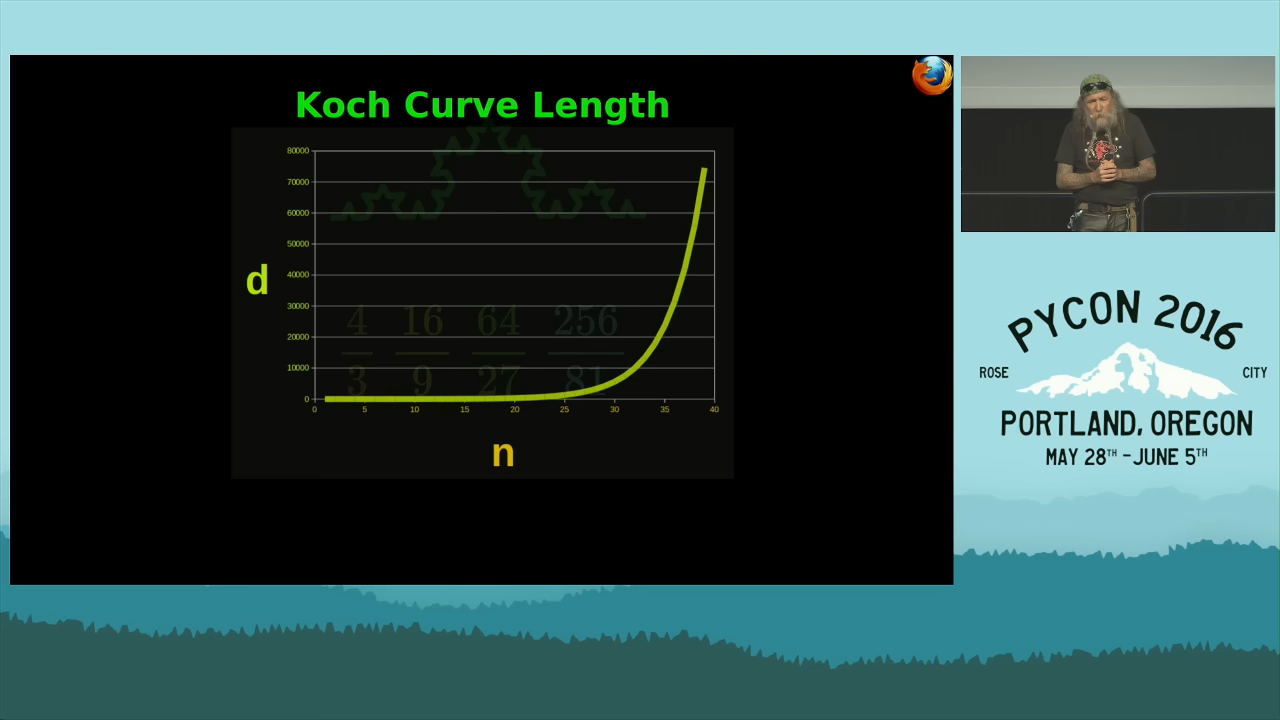 Koch Curve Length
80000
70000
60000
50000
40000
30000
20000
10000
0
d
4 16 64 256
3 9 27 81
0 5 10 15 20 25 30 35 40
n
PYCON 2016
ROSE CITY
PORTLAND, OREGON
MAY 28TH - JUNE 5TH